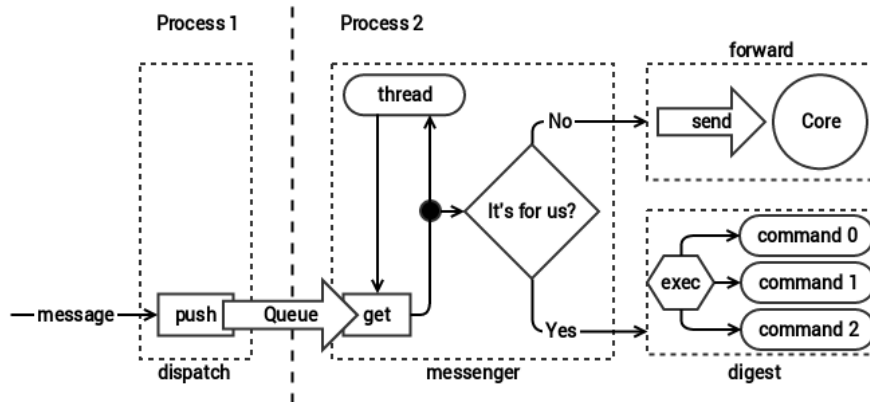 Process 1
Process 2
forward
thread
No
send
Core
It's for us?
command 0
exec
command 1
message
push
Queue
get
Yes
command 2
dispatch
messenger
digest